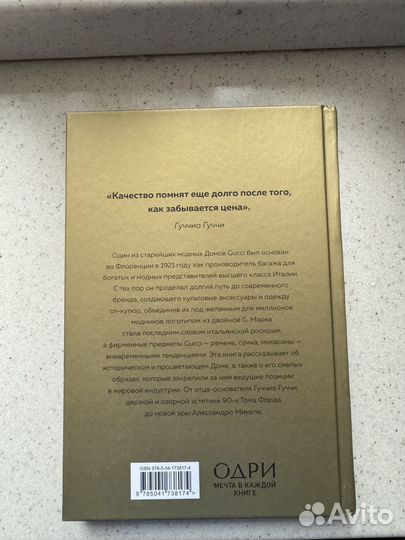 «Качество помнят еще долго после того,
как забывается цена».
Гуччио Гуччи
Один из старейших модных Домов Gucci был основан
во Флоренции в 1921 году как производитель багажа для
богатых и модных представителей высшего класса Италии.
С тех пор он проделал долгий путь до современного
бренда, создающего культовые аксессуары и одежду
от-кутюр, объединив их под желанным для миллионов
модников логотипом из двойной G. Марка
стала последним словом итальянской роскоши,
а фирменные предметы Gucci — ремень, сумка, мокасины —
вневременными тенденциями. Эта книга рассказывает об
историческом и процветающем Доме, а также о его смелых
образах, которые закрепили за ним ведущие позиции
в мировой индустрии. От отца-основателя Гуччио Гуччи,
дерзкой и озорной эстетики 90-х Тома Форда
до новой эры Алессандро Микеле.
ISBN 978-5-04-173817-4
9 785041 738174 >
ОДРИ
МЕЧТА В КАЖДОЙ
КНИГЕ
Avito